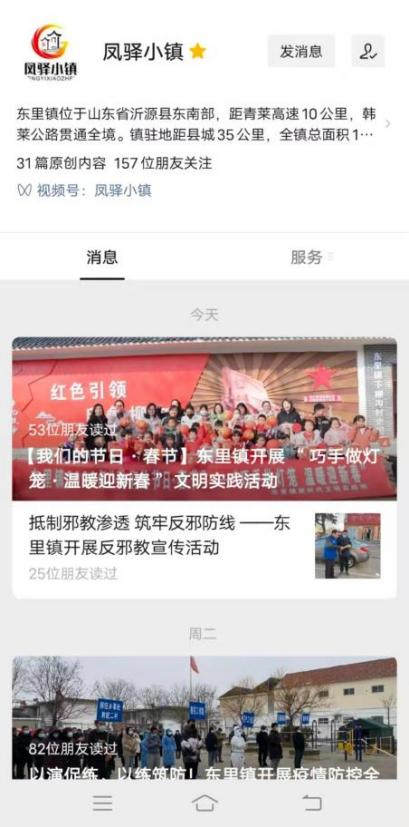 凤驿小镇
凤驿小镇
发消息
东里镇位于山东省沂源县东南部，距青莱高速10公里，韩
莱公路贯通全境。镇驻地距县城35公里，全镇总面积1…
31篇原创内容 157位朋友关注
视频号：凤驿小镇
消息
服务
今天
红色引领
53位朋友读过
【我们的节日·春节】东里镇开展“巧手做灯
笼·温暖迎新春”文明实践活动
抵制邪教渗透 筑牢反邪防线 ——东
里镇开展反邪教宣传活动
25位朋友读过
周二
82位朋友读过
以演促练，以练筑防！东里镇开展疫情防控全